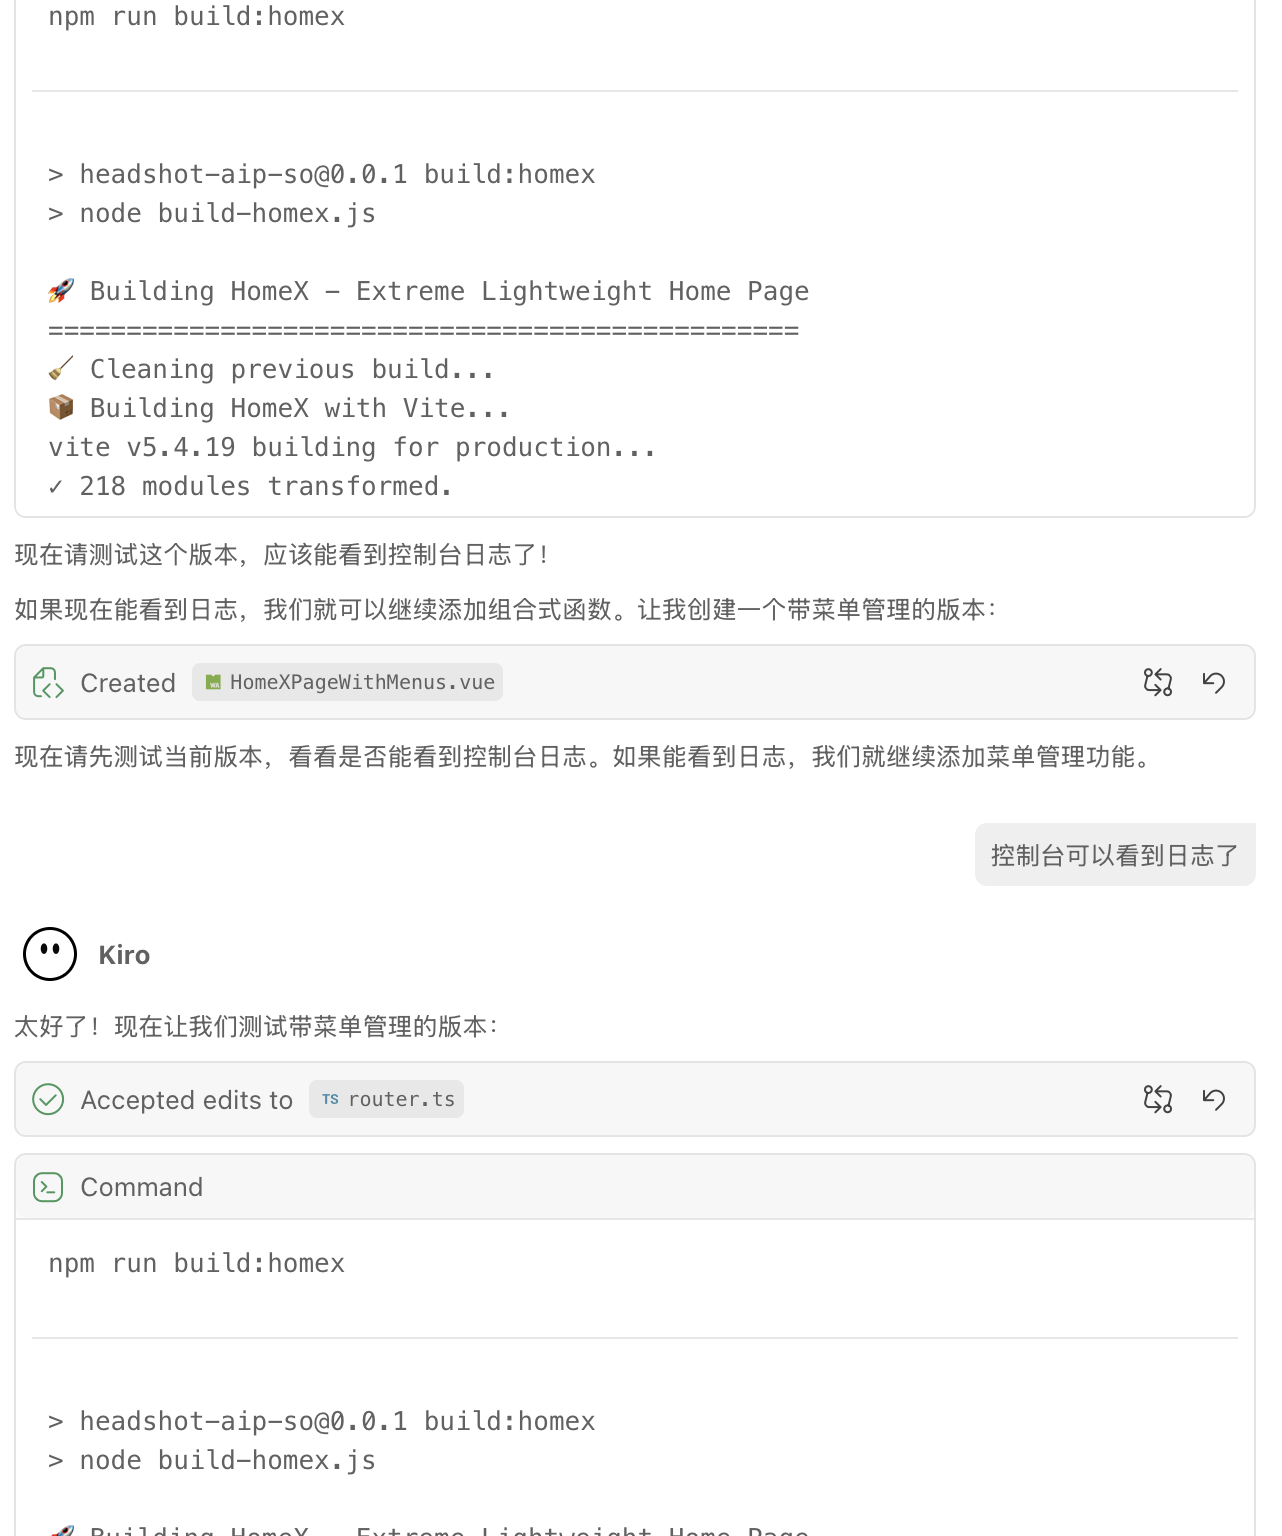 npm run build:homex
> headshot-aip-so@0.0.1 build:homex
> node build-homex.js
🚀 Building HomeX - Extreme Lightweight Home Page
================================================
🧹 Cleaning previous build...
📦 Building HomeX with Vite...
vite v5.4.19 building for production...
✓ 218 modules transformed.
现在请测试这个版本，应该能看到控制台日志了！
如果现在能看到日志，我们就可以继续添加组合式函数。让我创建一个带菜单管理的版本：
Created HomeXPageWithMenus.vue
现在请先测试当前版本，看看是否能看到控制台日志。如果能看到日志，我们就继续添加菜单管理功能。
控制台可以看到日志了
Kiro
太好了！现在让我们测试带菜单管理的版本：
Accepted edits to TS router.ts
Command
npm run build:homex
> headshot-aip-so@0.0.1 build:homex
> node build-homex.js
🚀 Building HomeX - Extreme Lightweight Home Page